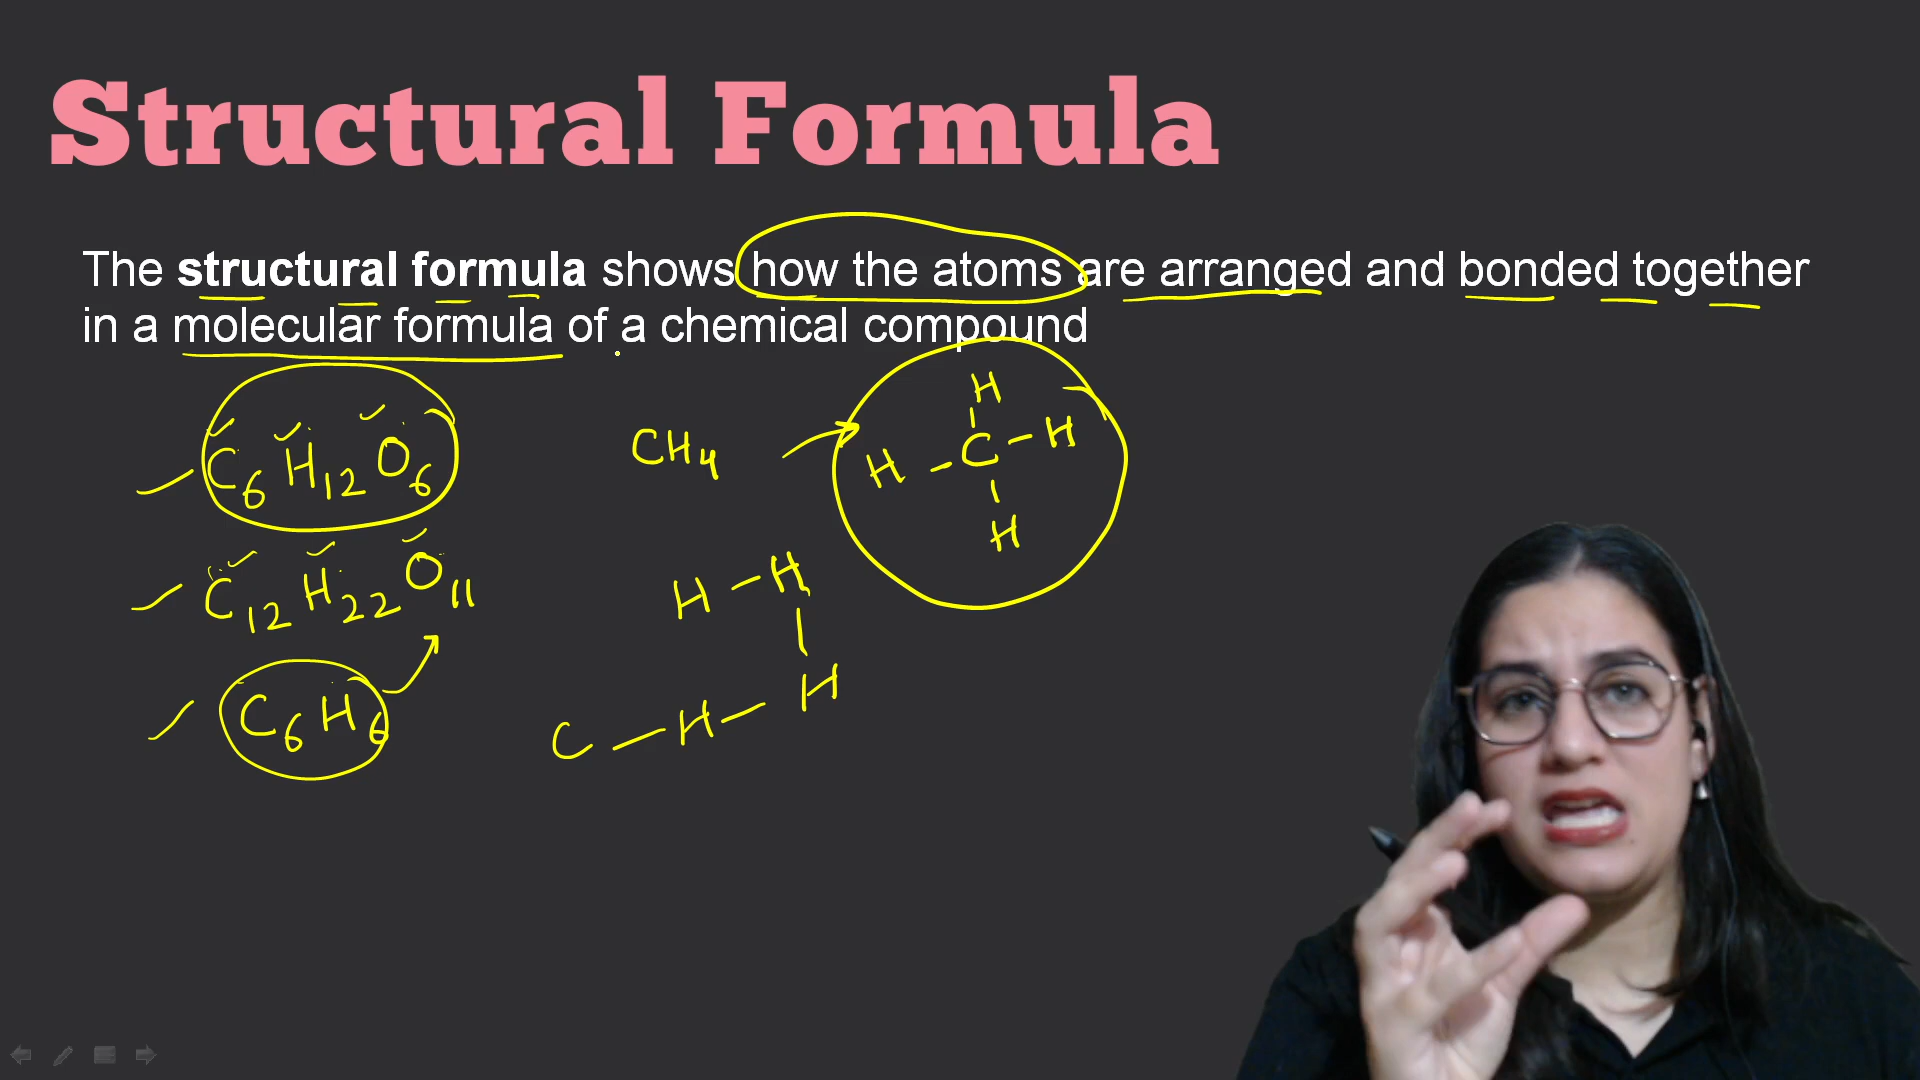 Structural Formula
The structural formula shows how the atoms are arranged and bonded together
in a molecular formula of a chemical compound
C6H12O6
CH4
H
H - C - H
H
C12H22O11
H - H
H
C6H6
C - H -